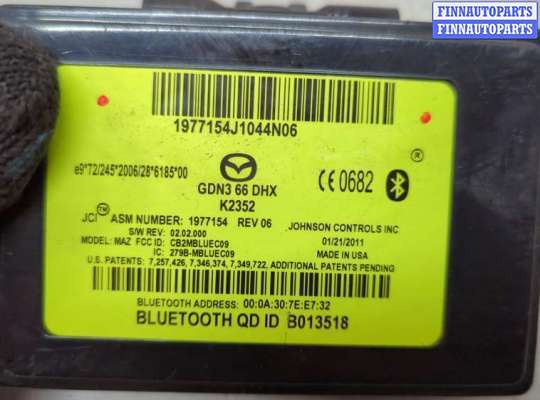 FINNAUTOPARTS
FINNAUTOPARTS
1977154J1044N06
®
e9*72/245*2006/28*6185*00
GDN3 66 DHX
K2352
CE 0682
JCI™ ASM NUMBER: 1977154 REV 06
JOHNSON CONTROLS INC
S/W REV: 02.02.000
01/21/2011
MODEL: MAZ FCC ID: CB2MBLUEC09
MADE IN USA
IC: 279B-MBLUEC09
U.S. PATENTS: 7,257,426, 7,346,374, 7,349,722, ADDITIONAL PATENTS PENDING
BLUETOOTH ADDRESS: 00:0A:30:7E:E7:32
BLUETOOTH QD ID B013518